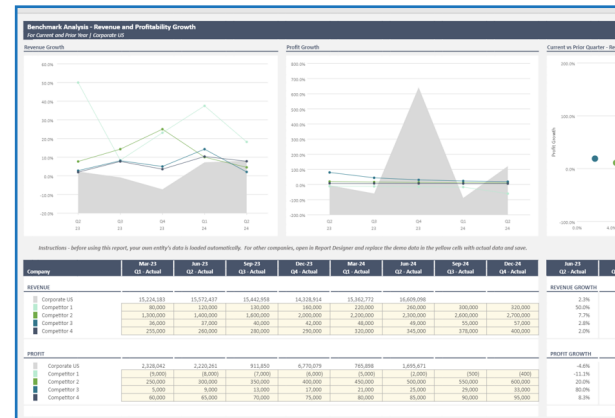 Benchmark Analysis - Revenue and Profitability Growth
For Current and Prior Year | Corporate US
Revenue Growth
Profit Growth
Current vs Prior Quarter - Re
60.0%
50.0%
40.0%
30.0%
20.0%
10.0%
0.0%
-10.0%
-20.0%
Q2 23
Q3 23
Q4 23
Q1 24
Q2 24
800.0%
700.0%
600.0%
500.0%
400.0%
300.0%
200.0%
100.0%
0.0%
-100.0%
-200.0%
Q2 23
Q3 23
Q4 23
Q1 24
Q2 24
200.0%
100.0%
0.0%
-100.0%
Profit Growth
0.0%
Instructions - before using this report, your own entity's data is loaded automatically. For other companies, open in Report Designer and replace the demo data in the yellow cells with actual data and save.
Mar-23 Jun-23 Sep-23 Dec-23 Mar-24 Jun-24 Sep-24 Dec-24 Jun-23
Company Q1 - Actual Q2 - Actual Q3 - Actual Q4 - Actual Q1 - Actual Q2 - Actual Q3 - Actual Q4 - Actual Q2 - Actual
REVENUE REVENUE GROWTH
Corporate US 15,224,183 15,572,437 15,442,958 14,328,914 15,362,772 16,609,098 2.3%
Competitor 1 80,000 120,000 130,000 160,000 220,000 260,000 300,000 320,000 50.0%
Competitor 2 1,300,000 1,400,000 1,600,000 2,000,000 2,200,000 2,300,000 2,600,000 2,700,000 7.7%
Competitor 3 36,000 37,000 40,000 42,000 48,000 49,000 55,000 57,000 2.8%
Competitor 4 255,000 260,000 280,000 290,000 320,000 345,000 378,000 400,000 2.0%
PROFIT PROFIT GROWTH
Corporate US 2,328,042 2,220,261 911,850 6,770,079 765,898 1,695,671 -4.6%
Competitor 1 (9,000) (8,000) (7,000) (6,000) (5,000) (2,000) (500) (400) -11.1%
Competitor 2 250,000 300,000 350,000 400,000 450,000 500,000 550,000 600,000 20.0%
Competitor 3 5,000 9,000 13,000 17,000 21,000 25,000 29,000 33,000 80.0%
Competitor 4 60,000 65,000 70,000 75,000 80,000 85,000 90,000 95,000 8.3%